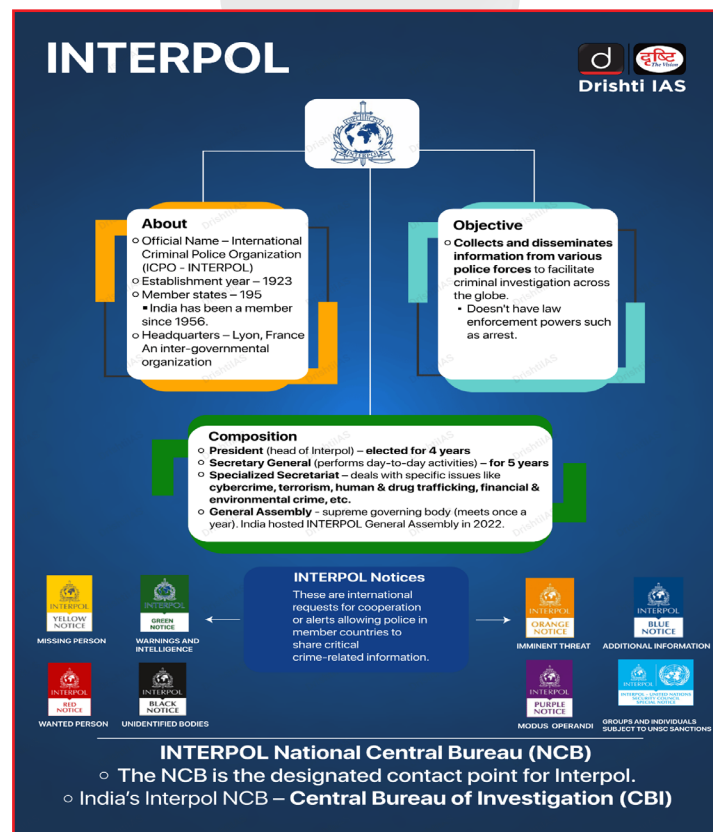 INTERPOL
d
दृष्टि
The Vision
Drishti IAS
INTERPOL
About
○ Official Name – International
Criminal Police Organization
(ICPO - INTERPOL)
○ Establishment year – 1923
○ Member states – 195
▪ India has been a member
since 1956.
○ Headquarters – Lyon, France
An inter-governmental
organization
Objective
○ Collects and disseminates
information from various
police forces to facilitate
criminal investigation across
the globe.
▪ Doesn't have law
enforcement powers such
as arrest.
Composition
○ President (head of Interpol) – elected for 4 years
○ Secretary General (performs day-to-day activities) – for 5 years
○ Specialized Secretariat – deals with specific issues like
cybercrime, terrorism, human & drug trafficking, financial &
environmental crime, etc.
○ General Assembly - supreme governing body (meets once a
year). India hosted INTERPOL General Assembly in 2022.
INTERPOL
YELLOW
NOTICE
MISSING PERSON
INTERPOL
GREEN
NOTICE
WARNINGS AND
INTELLIGENCE
INTERPOL
RED
NOTICE
WANTED PERSON
INTERPOL
BLACK
NOTICE
UNIDENTIFIED BODIES
INTERPOL Notices
These are international
requests for cooperation
or alerts allowing police in
member countries to
share critical
crime-related information.
INTERPOL
ORANGE
NOTICE
IMMINENT THREAT
INTERPOL
BLUE
NOTICE
ADDITIONAL INFORMATION
INTERPOL
PURPLE
NOTICE
MODUS OPERANDI
INTERPOL – UNITED NATIONS
SECURITY COUNCIL
SPECIAL NOTICE
GROUPS AND INDIVIDUALS
SUBJECT TO UNSC SANCTIONS
INTERPOL National Central Bureau (NCB)
○ The NCB is the designated contact point for Interpol.
○ India's Interpol NCB – Central Bureau of Investigation (CBI)